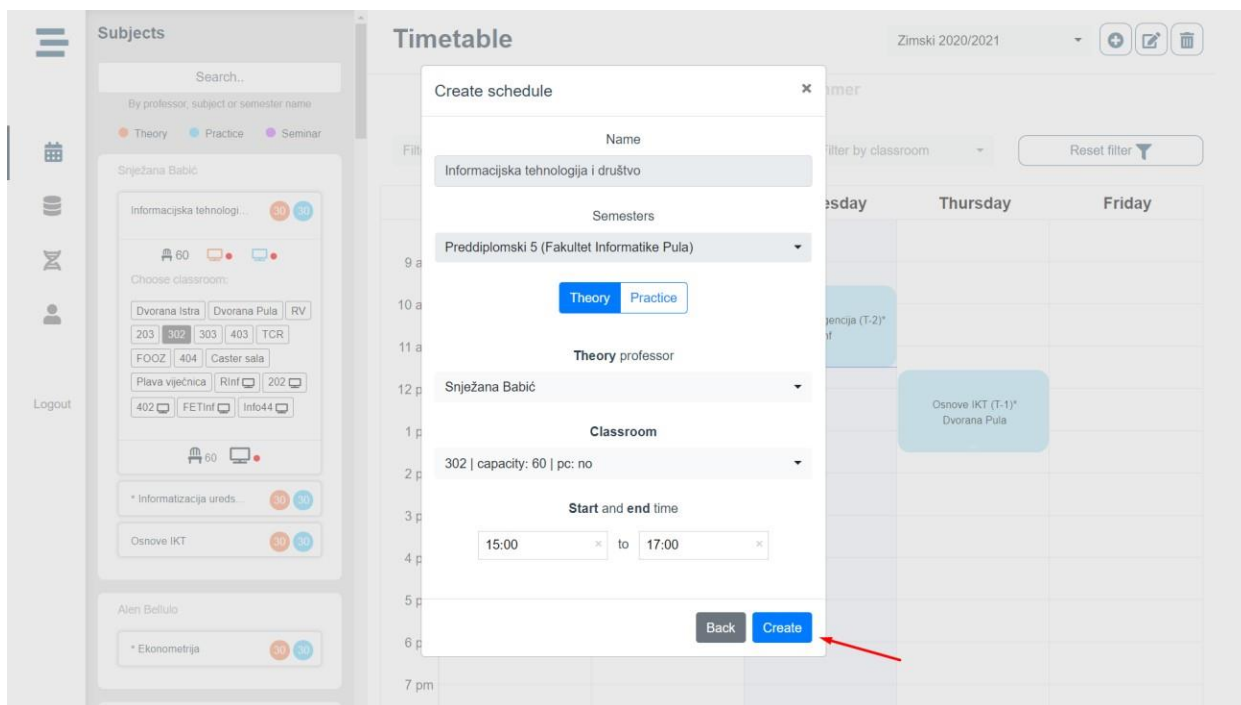 Subjects
Search..
By professor, subject or semester name
Theory Practice Seminar
Snježana Babić
Informacijska tehnologi... 30 30
60
Choose classroom:
Dvorana Istra Dvorana Pula RV
203 302 303 403 TCR
FOOZ 404 Caster sala
Plava vijećnica RInf 202
402 FETInf Info44
60
* Informatizacija ureds... 30 30
Osnove IKT 30 30
Alen Bellulo
* Ekonometrija 30 30
Logout
Timetable
Zimski 2020/2021
Filter by classroom
Reset filter
Thursday Friday
10 a
11 a
12 p
1 p
2 p
3 p
4 p
5 p
6 p
7 pm
Osnove IKT (T-1)*
Dvorana Pula
Create schedule ×
Name
Informacijska tehnologija i društvo
Semesters
Preddiplomski 5 (Fakultet Informatike Pula)
Theory Practice
Theory professor
Snježana Babić
Classroom
302 | capacity: 60 | pc: no
Start and end time
15:00 × to 17:00 ×
Back Create